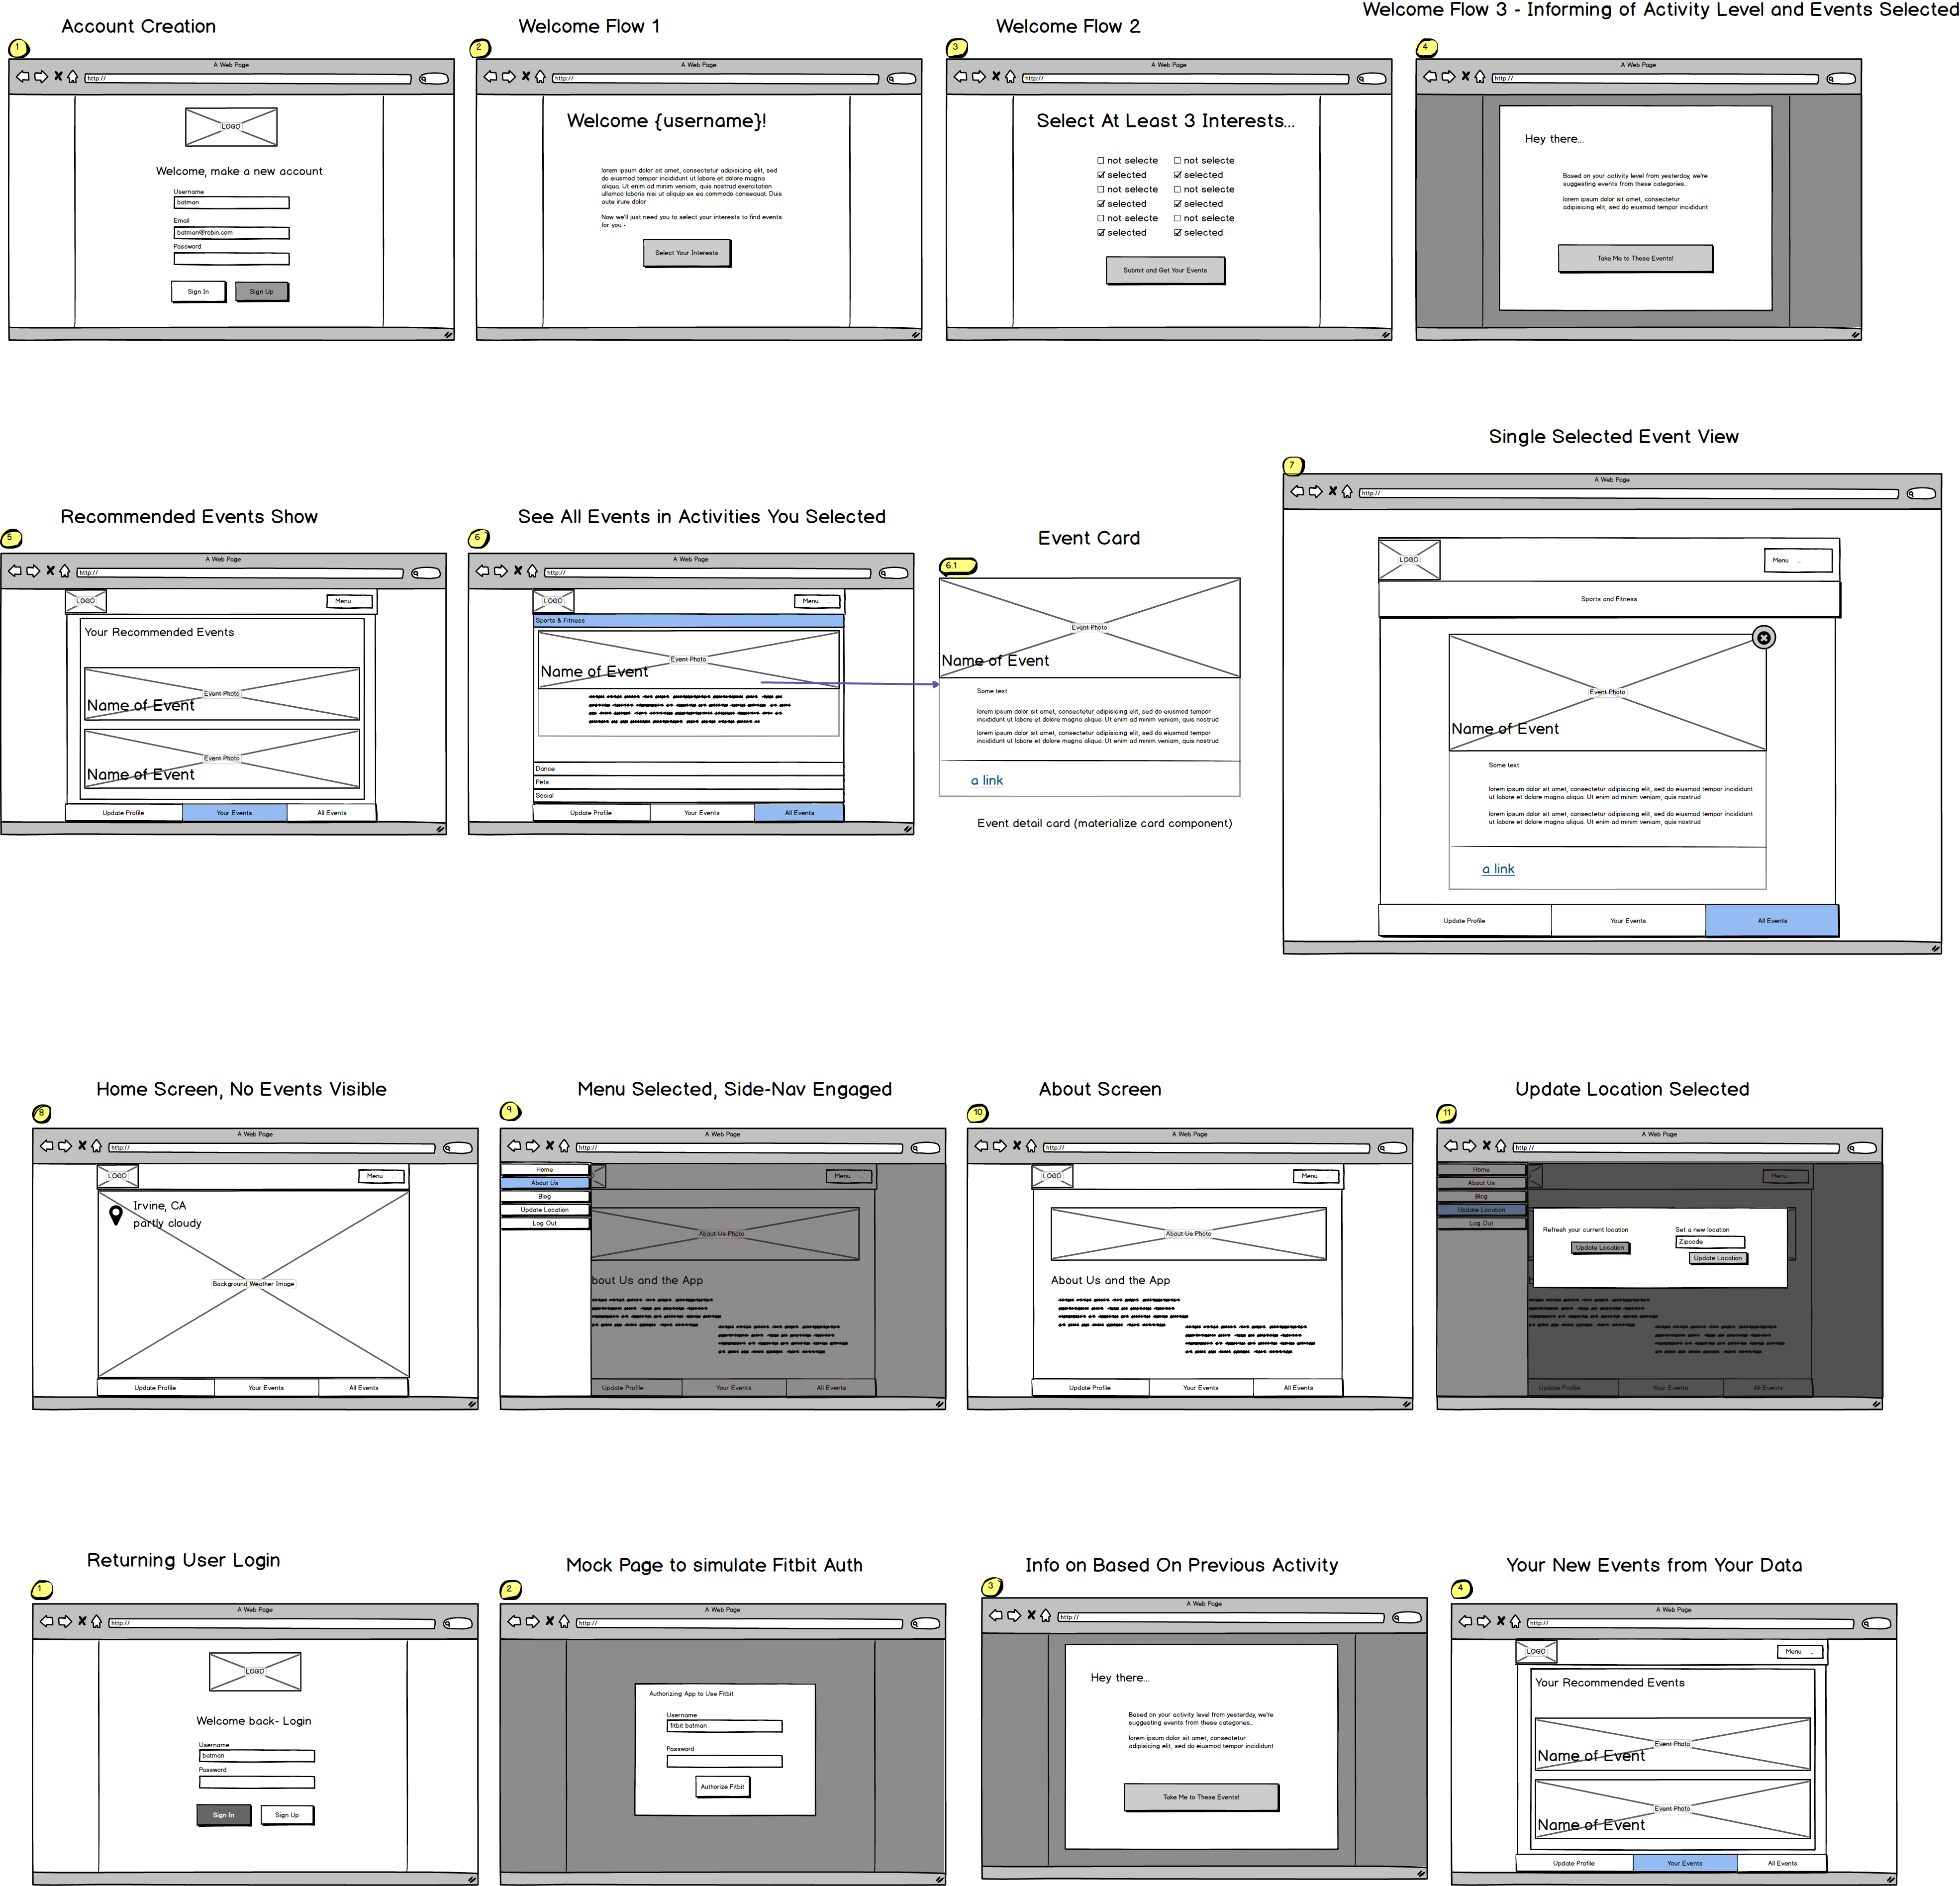 Account Creation
1
A Web Page
http://
LOGO
Welcome, make a new account
Username
batman
Email
batman@robin.com
Password
Sign In
Sign Up
Welcome Flow 1
2
A Web Page
http://
Welcome {username}!
lorem ipsum dolor sit amet, consectetur adipisicing elit, sed
do eiusmod tempor incididunt ut labore et dolore magna
aliqua. Ut enim ad minim veniam, quis nostrud exercitation
ullamco laboris nisi ut aliquip ex ea commodo consequat. Duis
aute irure dolor
Now we'll just need you to select your interests to find events
for you -
Select Your Interests
Welcome Flow 2
3
A Web Page
http://
Select At Least 3 Interests...
not selecte
not selecte
selected
selected
not selecte
not selecte
selected
selected
not selecte
not selecte
selected
selected
Submit and Get Your Events
Welcome Flow 3 - Informing of Activity Level and Events Selected
4
A Web Page
http://
Hey there...
Based on your activity level from yesterday, we're
suggesting events from these categories..
lorem ipsum dolor sit amet, consectetur
adipisicing elit, sed do eiusmod tempor incididunt
Take Me to These Events!
Recommended Events Show
5
A Web Page
http://
LOGO
Menu ...
Your Recommended Events
Event Photo
Name of Event
Event Photo
Name of Event
Update Profile
Your Events
All Events
See All Events in Activities You Selected
6
A Web Page
http://
LOGO
Menu ...
Sports & Fitness
Event Photo
Name of Event
Dance
Pets
Social
Update Profile
Your Events
All Events
Event Card
6.1
Event Photo
Name of Event
Some text
lorem ipsum dolor sit amet, consectetur adipisicing elit, sed do eiusmod tempor
incididunt ut labore et dolore magna aliqua. Ut enim ad minim veniam, quis nostrud
lorem ipsum dolor sit amet, consectetur adipisicing elit, sed do eiusmod tempor
incididunt ut labore et dolore magna aliqua. Ut enim ad minim veniam, quis nostrud
a link
Event detail card (materialize card component)
Single Selected Event View
7
A Web Page
http://
LOGO
Menu ...
Sports and Fitness
Event Photo
Name of Event
Some text
lorem ipsum dolor sit amet, consectetur adipisicing elit, sed do eiusmod tempor incididunt
ut labore et dolore magna aliqua. Ut enim ad minim veniam, quis nostrud
lorem ipsum dolor sit amet, consectetur adipisicing elit, sed do eiusmod tempor incididunt
ut labore et dolore magna aliqua. Ut enim ad minim veniam, quis nostrud
a link
Update Profile
Your Events
All Events
Home Screen, No Events Visible
8
A Web Page
http://
LOGO
Menu ...
Irvine, CA
partly cloudy
Background Weather Image
Update Profile
Your Events
All Events
Menu Selected, Side-Nav Engaged
9
A Web Page
http://
Home
About Us
Blog
Update Location
Log Out
Menu ...
About Us Photo
bout Us and the App
Update Profile
Your Events
All Events
About Screen
10
A Web Page
http://
LOGO
Menu ...
About Us Photo
About Us and the App
Update Profile
Your Events
All Events
Update Location Selected
11
A Web Page
http://
Home
About Us
Blog
Update Location
Log Out
Menu ...
Refresh your current location
Update Location
Set a new location
Zipcode
Update Location
Update Profile
Your Events
All Events
Returning User Login
1
A Web Page
http://
LOGO
Welcome back- Login
Username
batman
Password
Sign In
Sign Up
Mock Page to simulate Fitbit Auth
2
A Web Page
http://
Authorizing App to Use Fitbit
Username
fitbit batman
Password
Authorize Fitbit
Info on Based On Previous Activity
3
A Web Page
http://
Hey there...
Based on your activity level from yesterday, we're
suggesting events from these categories..
lorem ipsum dolor sit amet, consectetur
adipisicing elit, sed do eiusmod tempor incididunt
Take Me to These Events!
Your New Events from Your Data
4
A Web Page
http://
LOGO
Menu ...
Your Recommended Events
Event Photo
Name of Event
Event Photo
Name of Event
Update Profile
Your Events
All Events